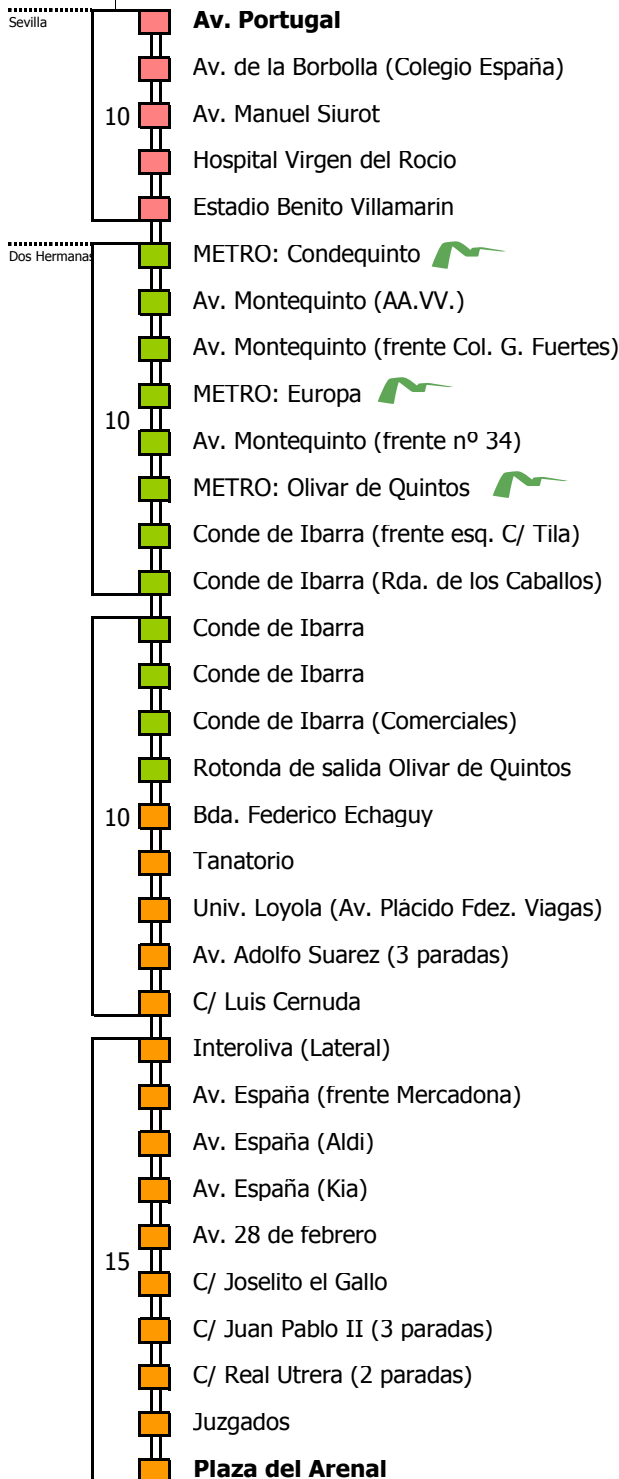 Sevilla
Av. Portugal
Av. de la Borbolla (Colegio España)
10
Av. Manuel Siurot
Hospital Virgen del Rocio
Estadio Benito Villamarin
Dos Hermanas
METRO: Condequinto
Av. Montequinto (AA.VV.)
Av. Montequinto (frente Col. G. Fuertes)
METRO: Europa
10
Av. Montequinto (frente nº 34)
METRO: Olivar de Quintos
Conde de Ibarra (frente esq. C/ Tila)
Conde de Ibarra (Rda. de los Caballos)
Conde de Ibarra
Conde de Ibarra
Conde de Ibarra (Comerciales)
Rotonda de salida Olivar de Quintos
10
Bda. Federico Echaguy
Tanatorio
Univ. Loyola (Av. Plácido Fdez. Viagas)
Av. Adolfo Suarez (3 paradas)
C/ Luis Cernuda
Interoliva (Lateral)
Av. España (frente Mercadona)
Av. España (Aldi)
Av. España (Kia)
Av. 28 de febrero
15
C/ Joselito el Gallo
C/ Juan Pablo II (3 paradas)
C/ Real Utrera (2 paradas)
Juzgados
Plaza del Arenal